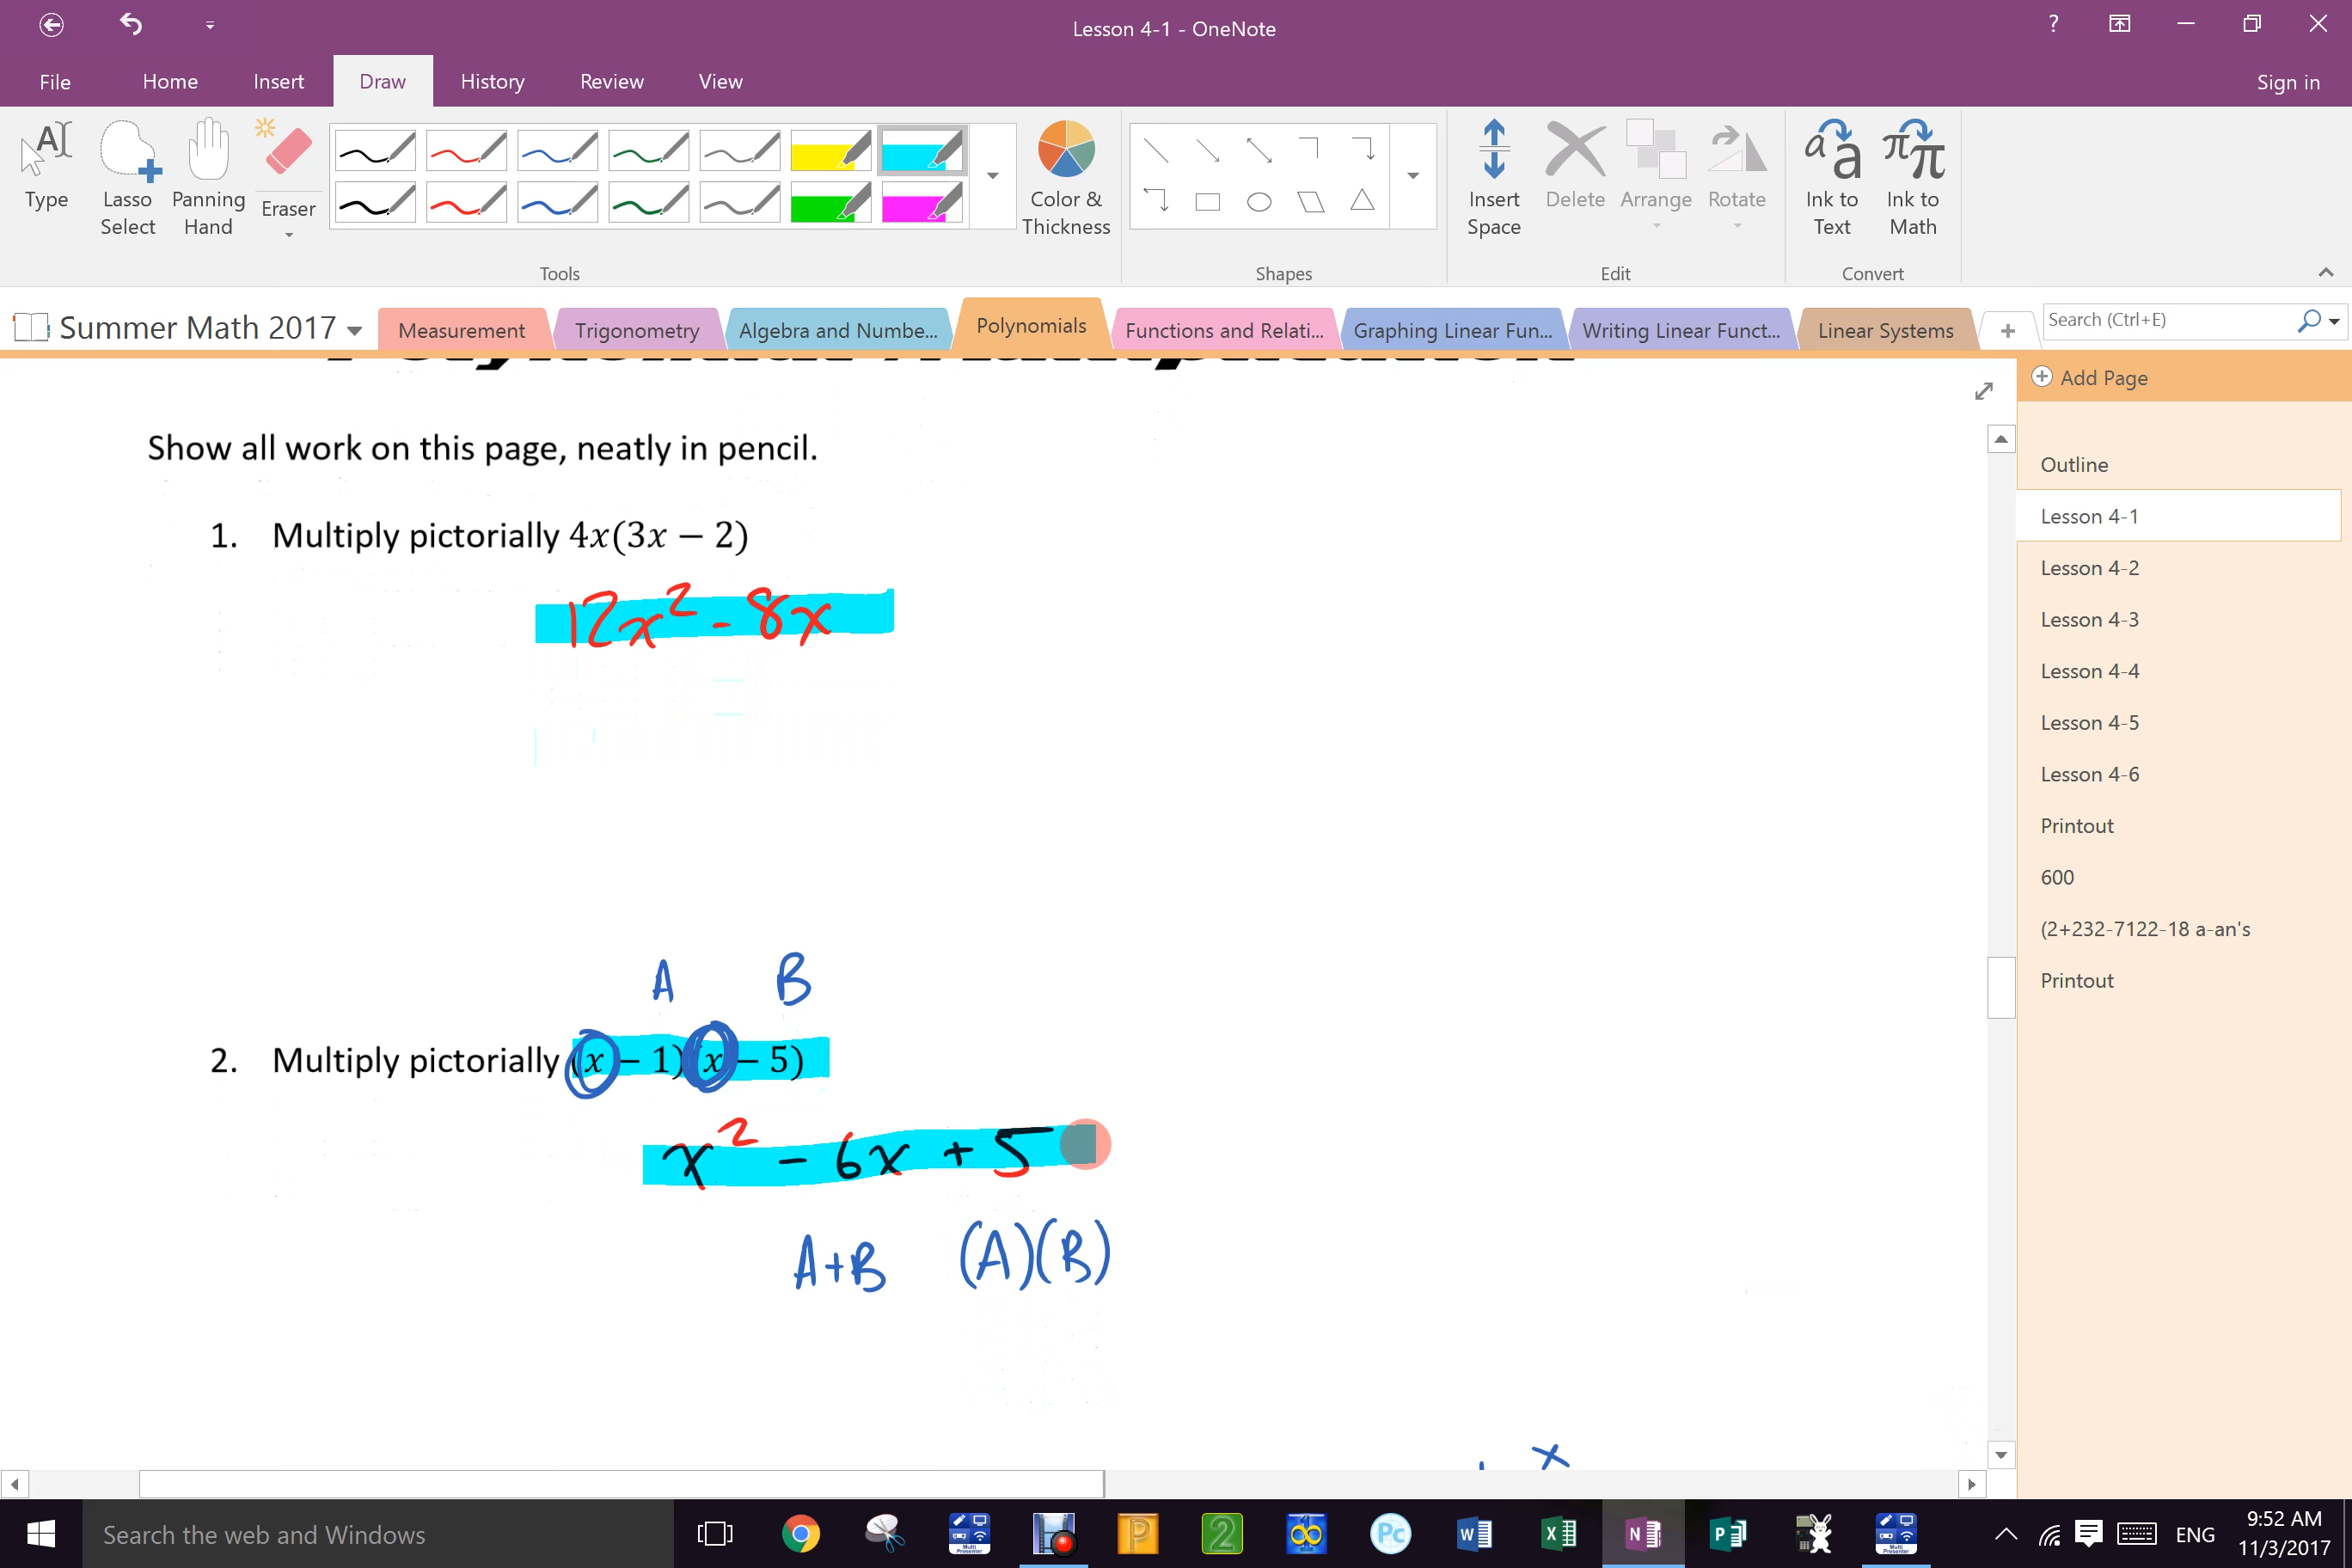 Lesson 4-1 - OneNote
?
File Home Insert Draw History Review View Sign in
Type
Lasso Select
Panning Hand
Eraser
Color & Thickness
Insert Space
Delete
Arrange
Rotate
Ink to Text
Ink to Math
Tools
Shapes
Edit
Convert
Summer Math 2017
Measurement
Trigonometry
Algebra and Numbe...
Polynomials
Functions and Relati...
Graphing Linear Fun...
Writing Linear Funct...
Linear Systems
Search (Ctrl+E)
Add Page
Outline
Lesson 4-1
Lesson 4-2
Lesson 4-3
Lesson 4-4
Lesson 4-5
Lesson 4-6
Printout
600
(2+232-7122-18 a-an's
Printout
Show all work on this page, neatly in pencil.
1. Multiply pictorially 4x(3x − 2)
12x² - 8x
A B
2. Multiply pictorially (x − 1)(x − 5)
x² - 6x + 5
A+B (A)(B)
x
Search the web and Windows
ENG
9:52 AM
11/3/2017